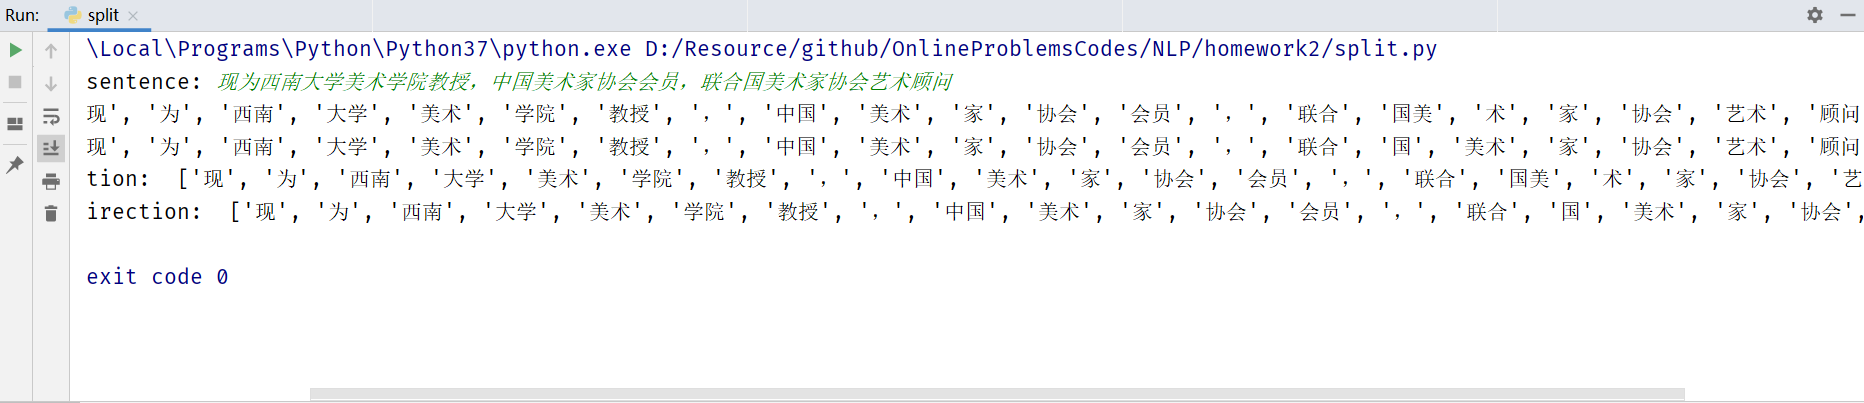 Run: split
\Local\Programs\Python\Python37\python.exe D:/Resource/github/OnlineProblemsCodes/NLP/homework2/split.py
sentence: 现为西南大学美术学院教授，中国美术家协会会员，联合国美术家协会艺术顾问
现', '为', '西南', '大学', '美术', '学院', '教授', '，', '中国', '美术', '家', '协会', '会员', '，', '联合', '国美', '术', '家', '协会', '艺术', '顾问
现', '为', '西南', '大学', '美术', '学院', '教授', '，', '中国', '美术', '家', '协会', '会员', '，', '联合', '国', '美术', '家', '协会', '艺术', '顾问
tion:  ['现', '为', '西南', '大学', '美术', '学院', '教授', '，', '中国', '美术', '家', '协会', '会员', '，', '联合', '国美', '术', '家', '协会', '艺
irection:  ['现', '为', '西南', '大学', '美术', '学院', '教授', '，', '中国', '美术', '家', '协会', '会员', '，', '联合', '国', '美术', '家', '协会',
exit code 0